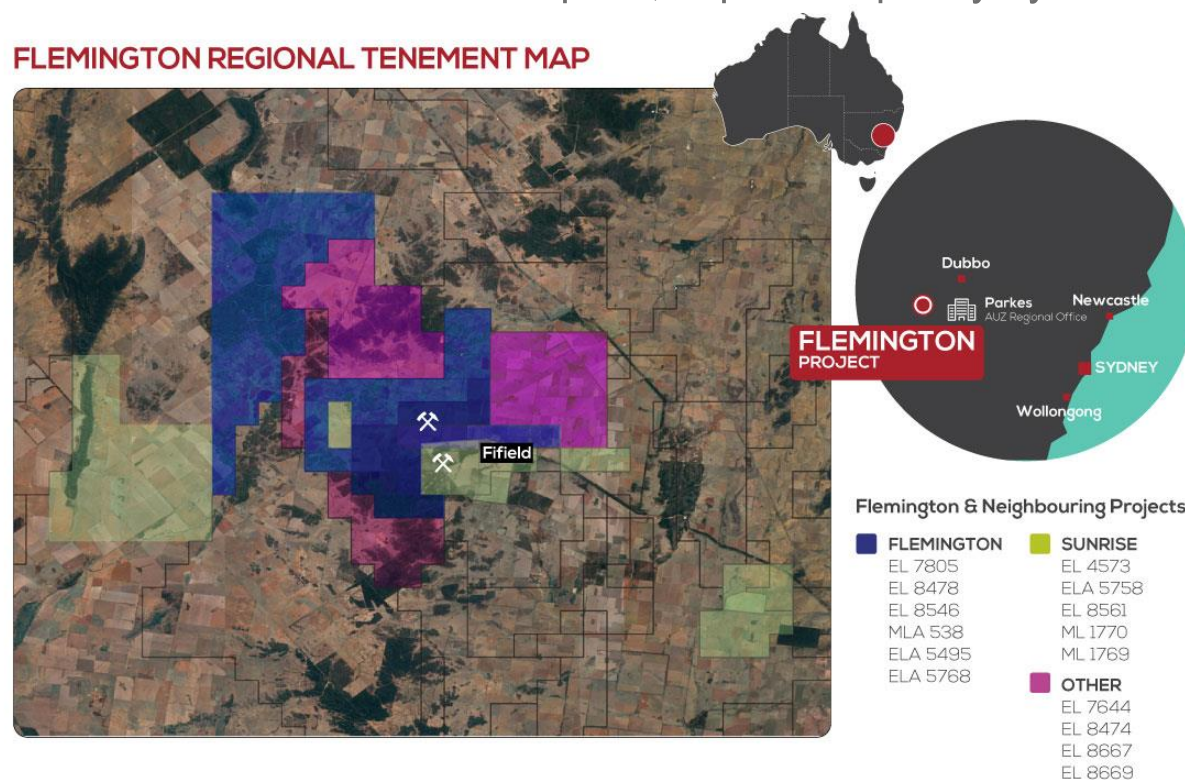 FLEMINGTON REGIONAL TENEMENT MAP
Fifield
Dubbo
Parkes
AUZ Regional Office
Newcastle
FLEMINGTON
PROJECT
SYDNEY
Wollongong
Flemington & Neighbouring Projects
FLEMINGTON
EL 7805
EL 8478
EL 8546
MLA 538
ELA 5495
ELA 5768
SUNRISE
EL 4573
ELA 5758
EL 8561
ML 1770
ML 1769
OTHER
EL 7644
EL 8474
EL 8667
EL 8669